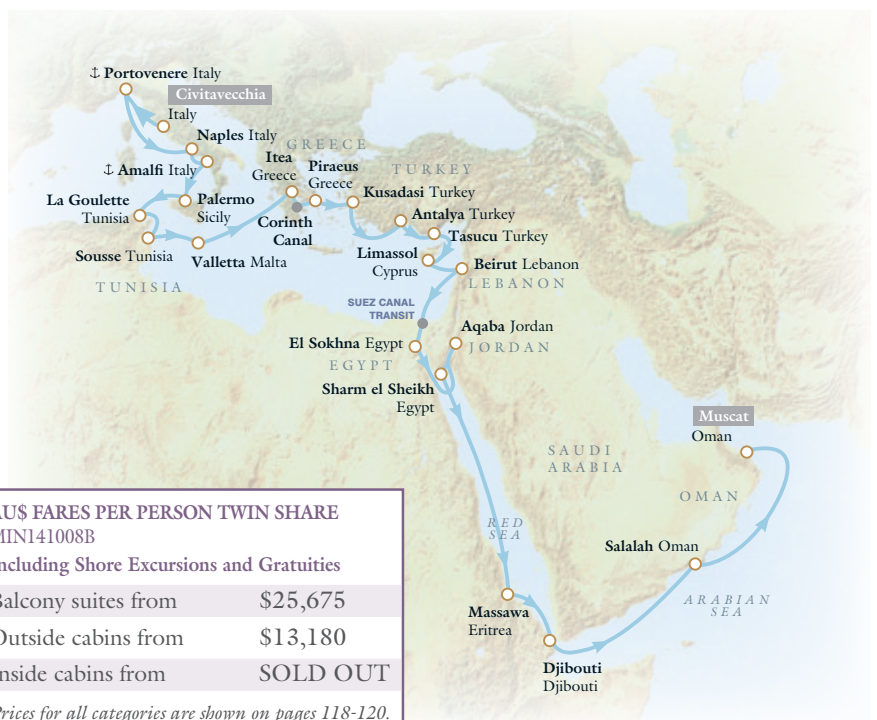 ⚓ Portovenere Italy
Civitavecchia
Italy
Naples Italy
⚓ Amalfi Italy
GREECE
Itea
Greece
Piraeus
Greece
TURKEY
Kusadasi Turkey
La Goulette
Tunisia
Palermo
Sicily
Corinth
Canal
Antalya Turkey
Tasucu Turkey
Sousse Tunisia
Valletta Malta
Limassol
Cyprus
Beirut Lebanon
LEBANON
TUNISIA
SUEZ CANAL
TRANSIT
Aqaba Jordan
JORDAN
El Sokhna Egypt
EGYPT
Sharm el Sheikh
Egypt
Muscat
Oman
SAUDI
ARABIA
OMAN
RED
SEA
Salalah Oman
ARABIAN
SEA
Massawa
Eritrea
Djibouti
Djibouti
AU$ FARES PER PERSON TWIN SHARE
MIN141008B
Including Shore Excursions and Gratuities
Balcony suites from $25,675
Outside cabins from $13,180
Inside cabins from SOLD OUT
Prices for all categories are shown on pages 118-120.